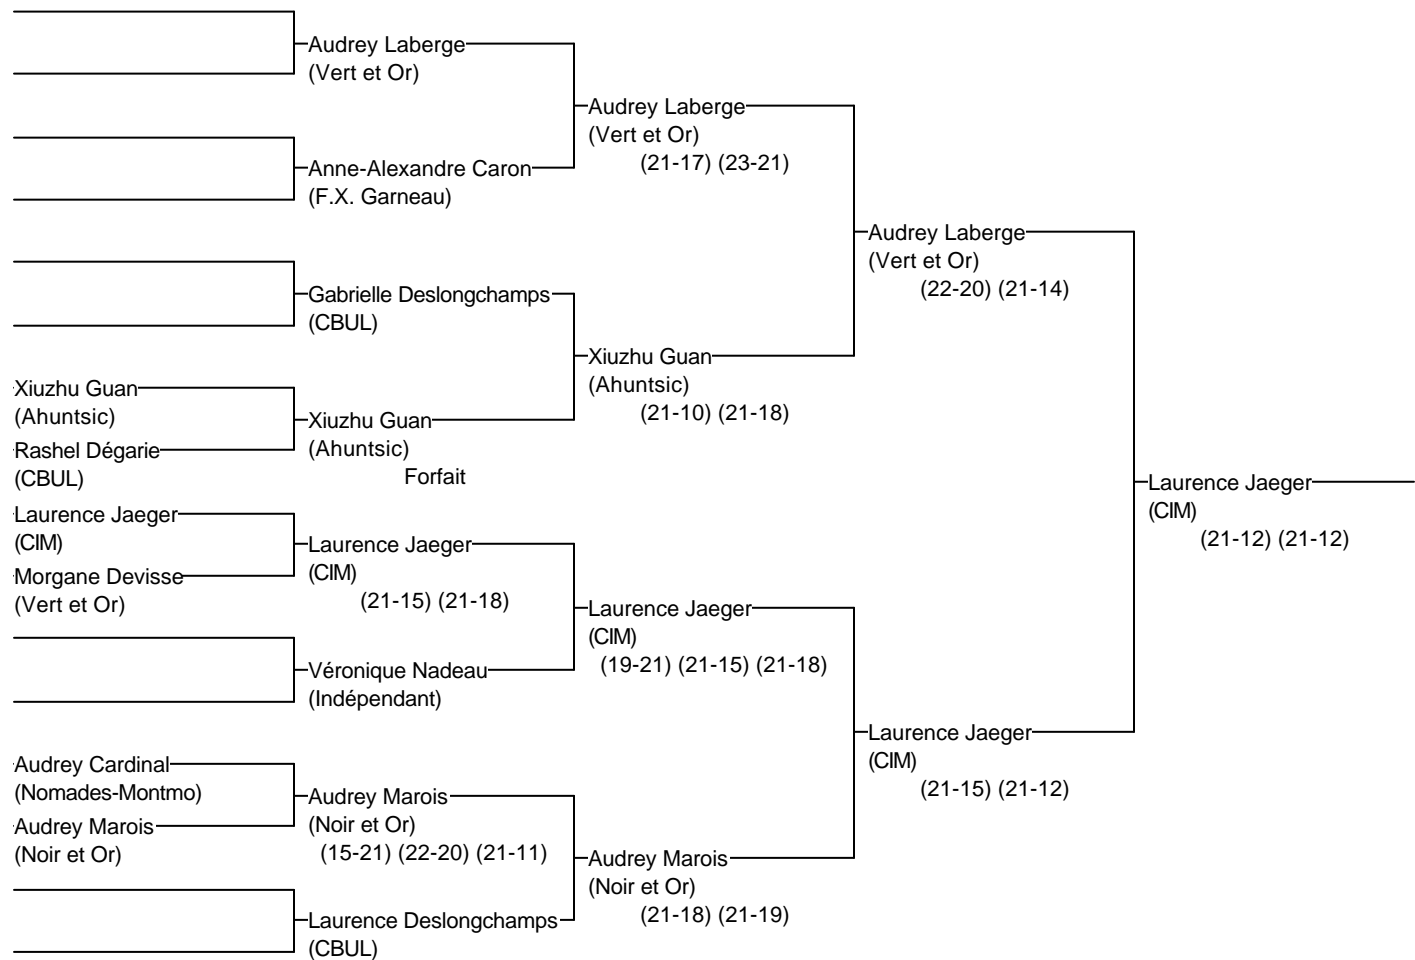 Audrey Laberge
(Vert et Or)
Anne-Alexandre Caron
(F.X. Garneau)
Gabrielle Deslongchamps
(CBUL)
Xiuzhu Guan
(Ahuntsic)
Rashel Dégarie
(CBUL)
Xiuzhu Guan
(Ahuntsic)
Forfait
Laurence Jaeger
(CIM)
Morgane Devisse
(Vert et Or)
Laurence Jaeger
(CIM)
(21-15) (21-18)
Véronique Nadeau
(Indépendant)
Audrey Cardinal
(Nomades-Montmo)
Audrey Marois
(Noir et Or)
Audrey Marois
(Noir et Or)
(15-21) (22-20) (21-11)
Laurence Deslongchamps
(CBUL)
Audrey Laberge
(Vert et Or)
(21-17) (23-21)
Xiuzhu Guan
(Ahuntsic)
(21-10) (21-18)
Laurence Jaeger
(CIM)
(19-21) (21-15) (21-18)
Audrey Marois
(Noir et Or)
(21-18) (21-19)
Audrey Laberge
(Vert et Or)
(22-20) (21-14)
Laurence Jaeger
(CIM)
(21-15) (21-12)
Laurence Jaeger
(CIM)
(21-12) (21-12)